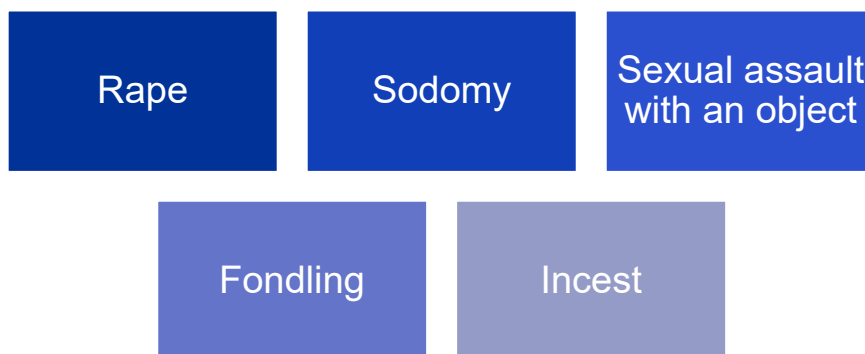 Rape
Sodomy
Sexual assault
with an object
Fondling
Incest